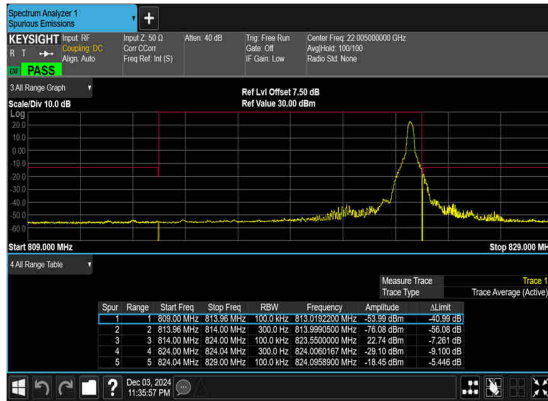 Spectrum Analyzer 1
Spurious Emissions
KEYSIGHT Input: RF Input Z: 50 Ω Atten: 40 dB Trig: Free Run Center Freq: 22.005000000 GHz
R T Coupling: DC Corr CCorr Gate: Off Avg|Hold: 100/100
Align: Auto Freq Ref: Int (S) IF Gain: Low Radio Std: None
PASS
3 All Range Graph
Ref Lvl Offset 7.50 dB
Scale/Div 10.0 dB Ref Value 30.00 dBm
Log
20.0
10.0
0.00
-10.0
-20.0
-30.0
-40.0
-50.0
-60.0
Start 809.000 MHz Stop 829.000 MHz
4 All Range Table
Measure Trace Trace 1
Trace Type Trace Average (Active)
Spur Range Start Freq Stop Freq RBW Frequency Amplitude ΔLimit
1 1 809.00 MHz 813.96 MHz 100.0 kHz 813.0192200 MHz -53.99 dBm -40.99 dB
2 2 813.96 MHz 814.00 MHz 300.0 Hz 813.9990500 MHz -76.08 dBm -56.08 dB
3 3 814.00 MHz 824.00 MHz 100.0 kHz 823.5500000 MHz 22.74 dBm -7.261 dB
4 4 824.00 MHz 824.04 MHz 300.0 Hz 824.0060167 MHz -29.10 dBm -9.100 dB
5 5 824.04 MHz 829.00 MHz 100.0 kHz 824.0958900 MHz -18.45 dBm -5.446 dB
Dec 03, 2024
11:35:57 PM